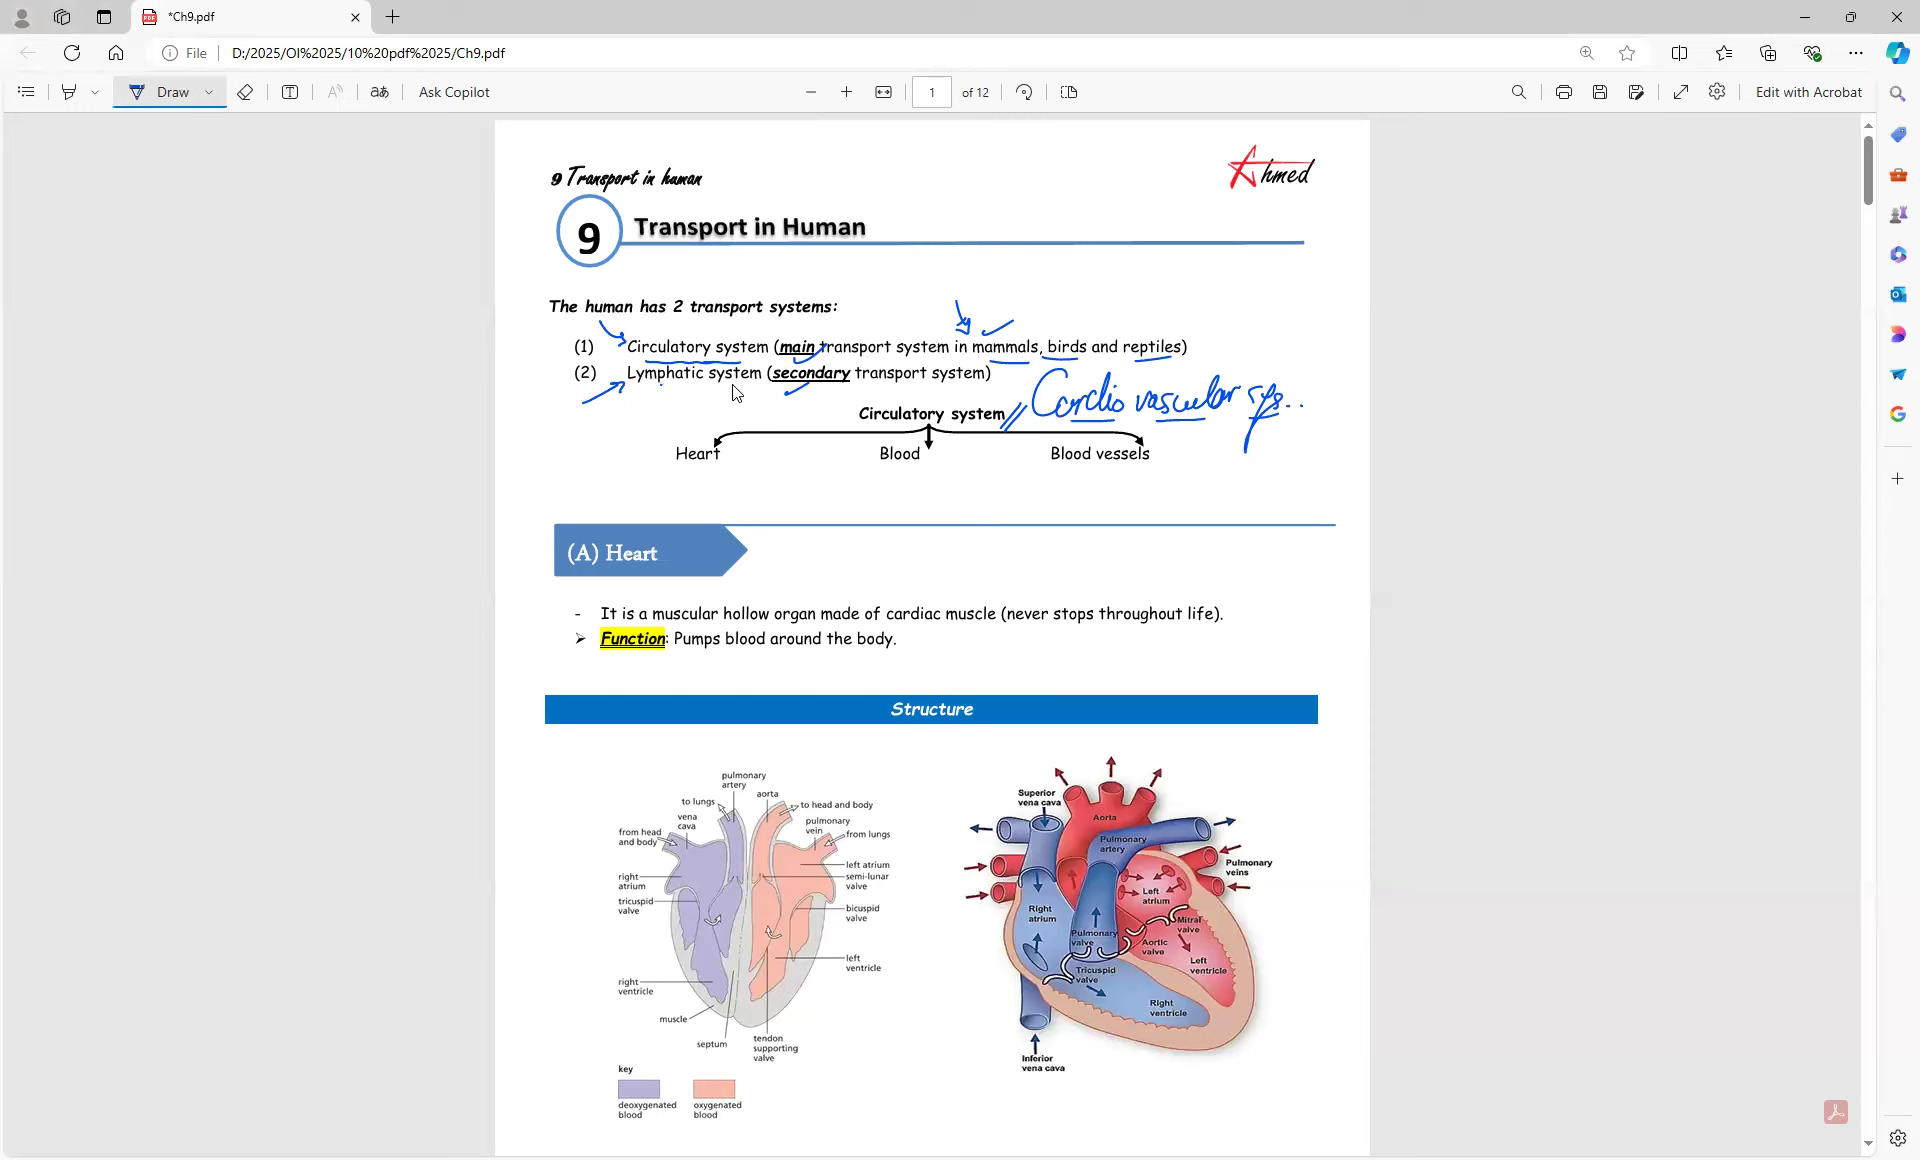 *Ch9.pdf
File
D:/2025/OI%2025/10%20pdf%2025/Ch9.pdf
Draw
aあ
Ask Copilot
1
of 12
Edit with Acrobat
9 Transport in human
Ahmed
9
Transport in Human
The human has 2 transport systems:
(1) Circulatory system (main transport system in mammals, birds and reptiles)
(2) Lymphatic system (secondary transport system)
Circulatory system // Cardio vascular sys..
Heart
Blood
Blood vessels
(A) Heart
- It is a muscular hollow organ made of cardiac muscle (never stops throughout life).
➢ Function: Pumps blood around the body.
Structure
pulmonary
artery
aorta
to lungs
to head and body
vena
cava
pulmonary
vein
from head
and body
from lungs
left atrium
right
atrium
semi-lunar
valve
tricuspid
valve
bicuspid
valve
left
ventricle
right
ventricle
muscle
septum
tendon
supporting
valve
key
deoxygenated
blood
oxygenated
blood
Superior
vena cava
Aorta
Pulmonary
artery
Pulmonary
veins
Left
atrium
Right
atrium
Mitral
valve
Pulmonary
valve
Aortic
valve
Left
ventricle
Tricuspid
valve
Right
ventricle
Inferior
vena cava